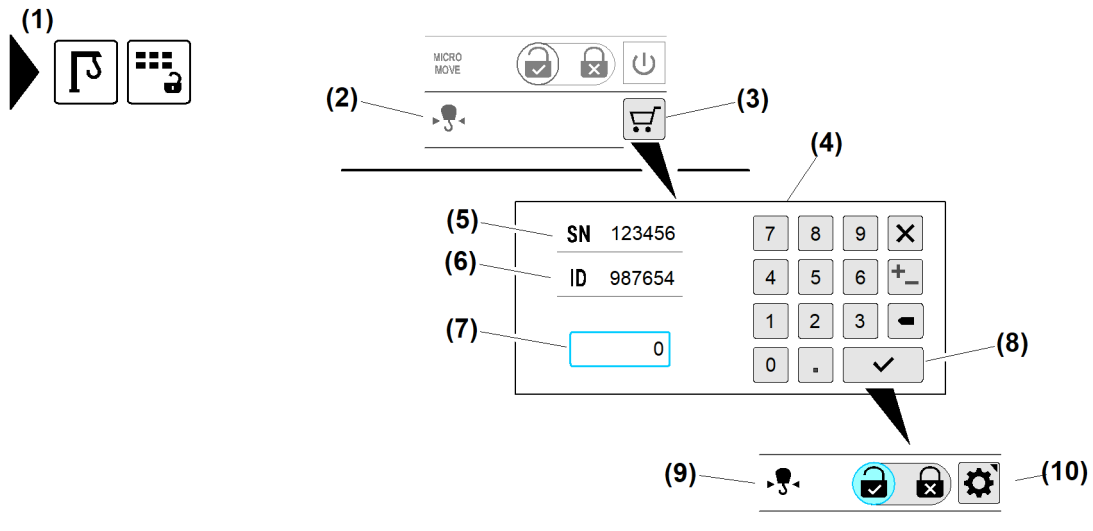 (1)
MICRO
MOVE
(2)
(3)
(4)
(5)
SN 123456
7 8 9
(6)
ID 987654
4 5 6 +_
(7)
0
1 2 3
0 .
(8)
(9)
(10)